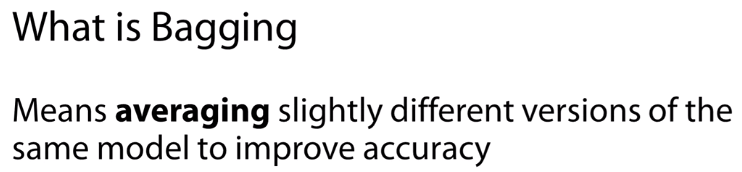 What is Bagging
Means averaging slightly different versions of the
same model to improve accuracy